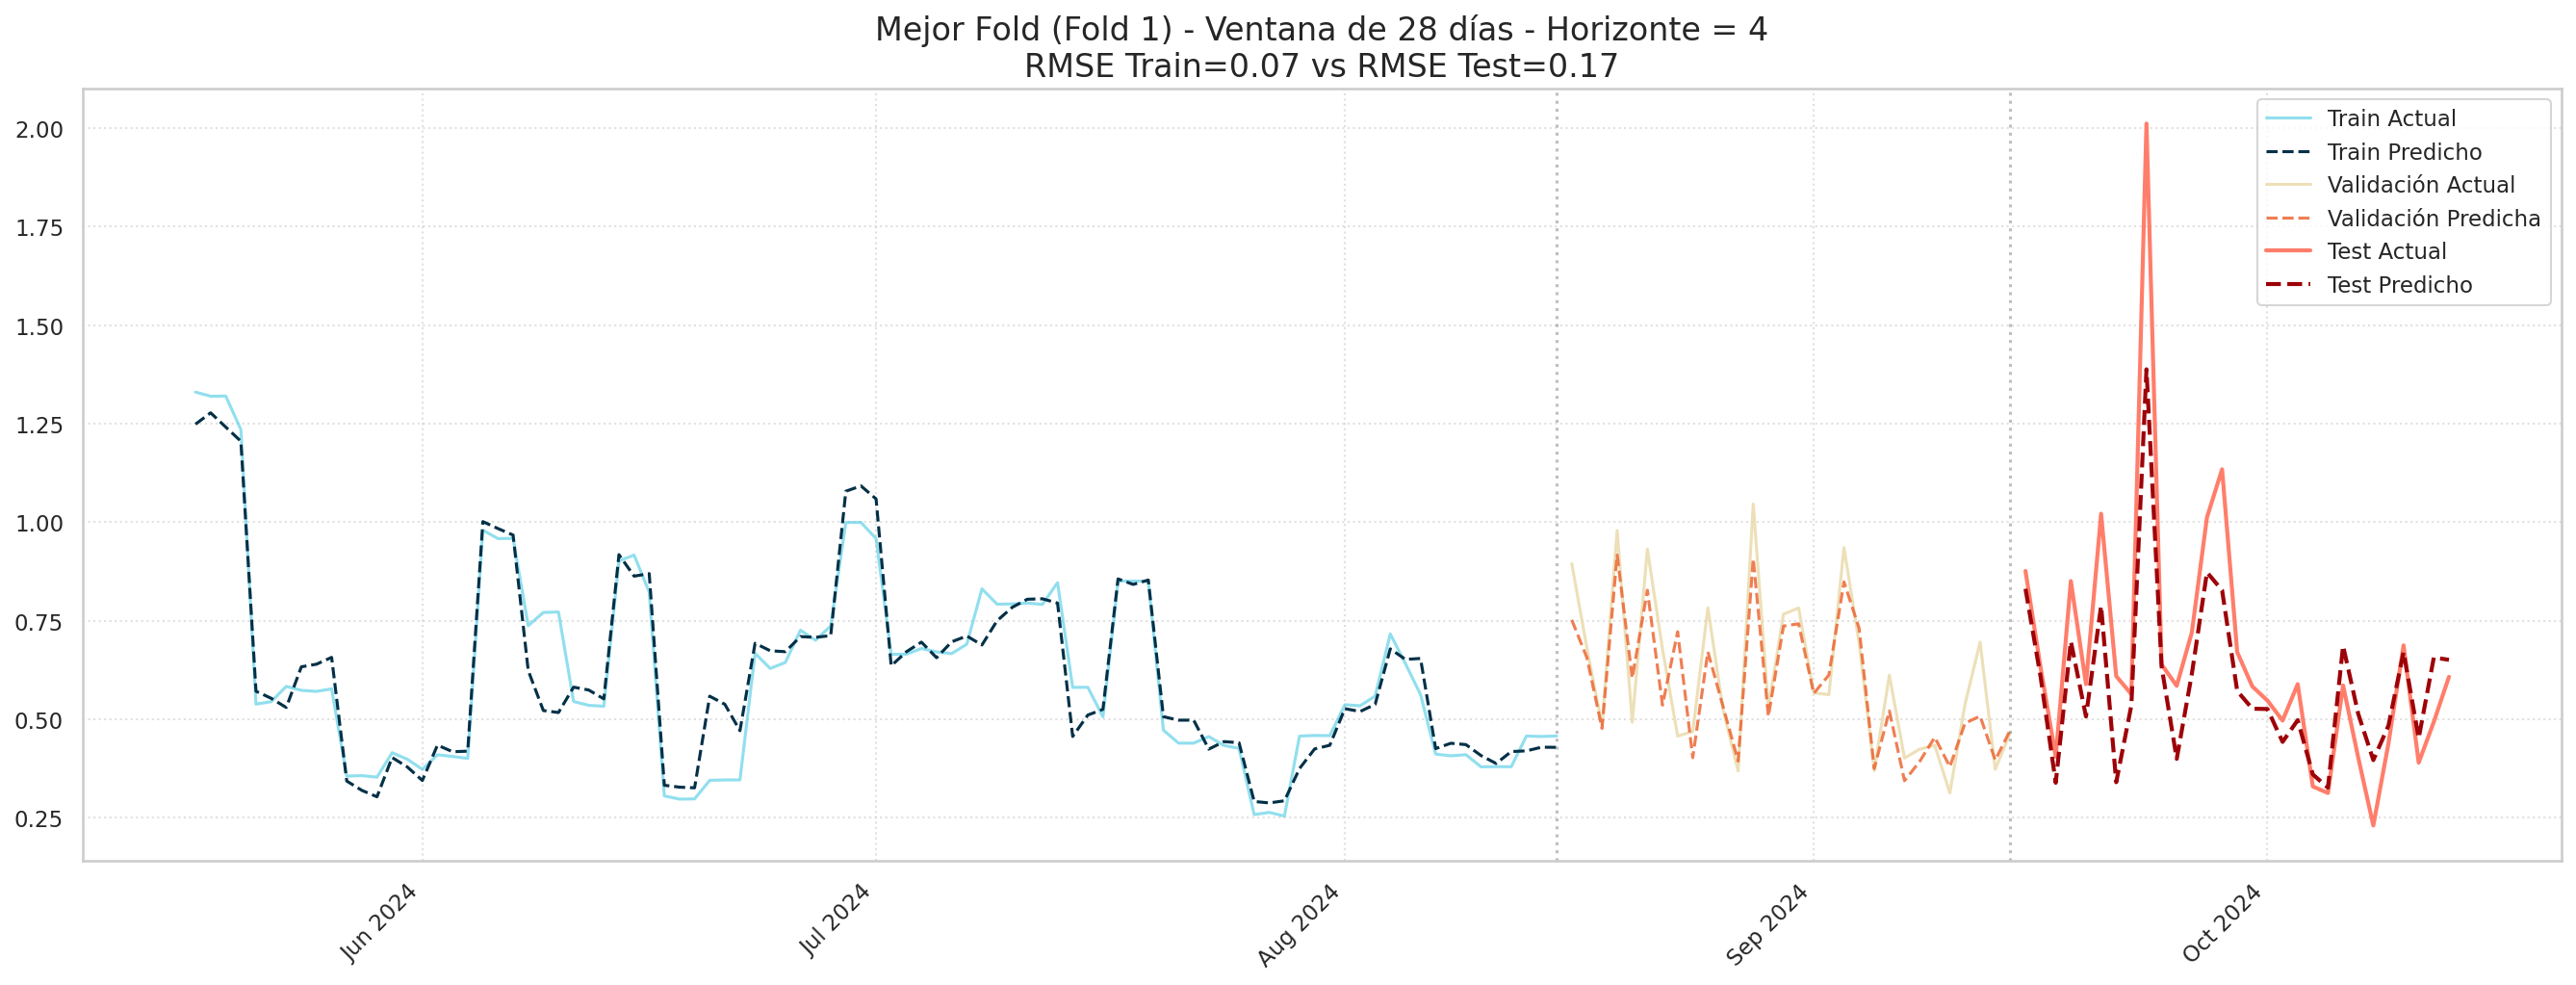 Mejor Fold (Fold 1) - Ventana de 28 días - Horizonte = 4
RMSE Train=0.07 vs RMSE Test=0.17
2.00
1.75
1.50
1.25
1.00
0.75
0.50
0.25
Train Actual
Train Predicho
Validación Actual
Validación Predicha
Test Actual
Test Predicho
Jun 2024
Jul 2024
Aug 2024
Sep 2024
Oct 2024